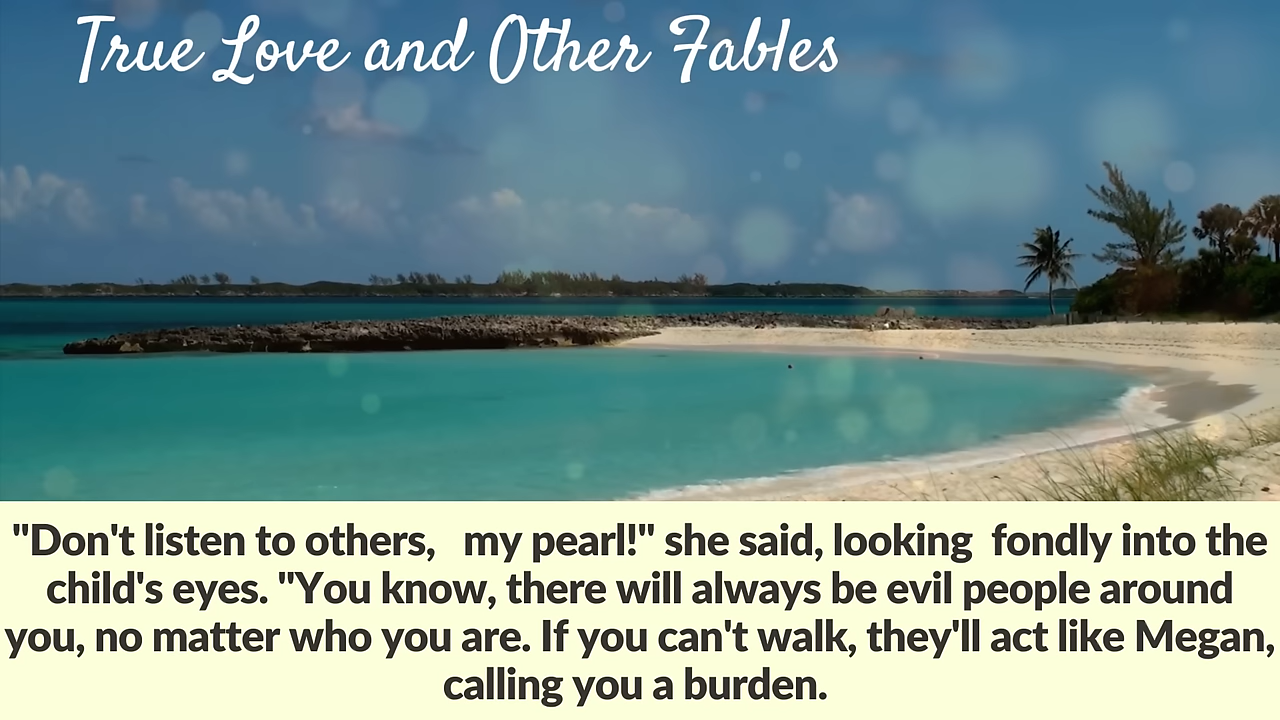 True Love and Other Fables
"Don't listen to others,   my pearl!" she said, looking  fondly into the
child's eyes. "You know, there will always be evil people around
you, no matter who you are. If you can't walk, they'll act like Megan,
calling you a burden.